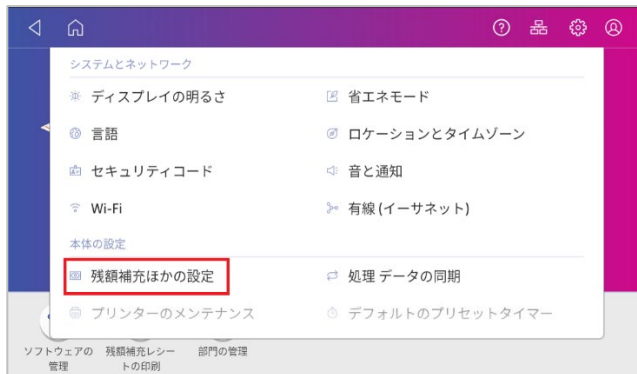 システムとネットワーク
ディスプレイの明るさ
省エネモード
言語
ロケーションとタイムゾーン
セキュリティコード
音と通知
Wi-Fi
有線 (イーサネット)
本体の設定
残額補充ほかの設定
処理 データの同期
プリンターのメンテナンス
デフォルトのプリセットタイマー
ソフトウェアの
管理
残額補充レシー
トの印刷
部門の管理